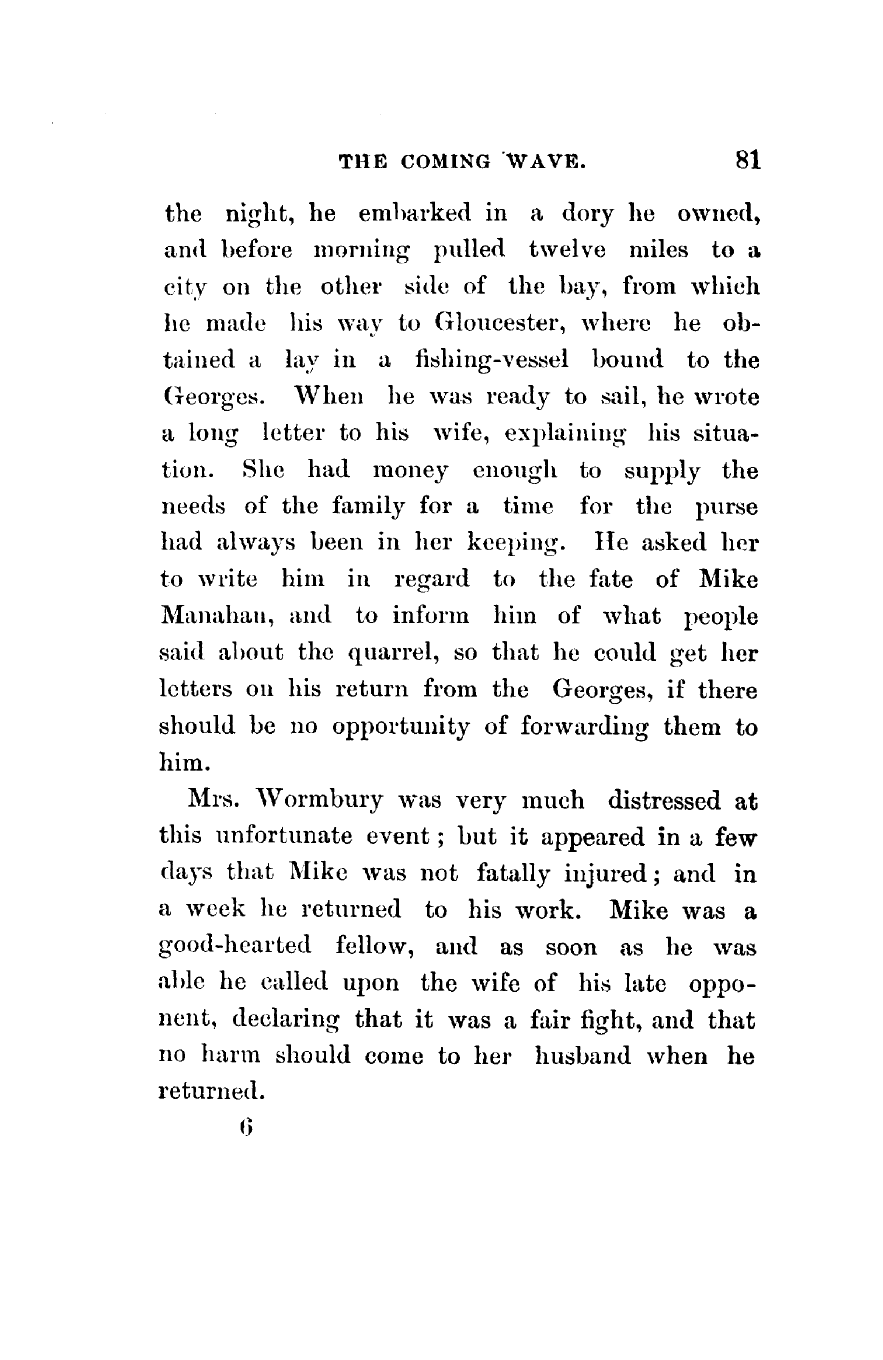 THE COMING WAVE. 81
the night, he embarked in a dory he owned,
and before morning pulled twelve miles to a
city on the other side of the bay, from which
he made his way to Gloucester, where he ob-
tained a lay in a fishing-vessel bound to the
Georges. When he was ready to sail, he wrote
a long letter to his wife, explaining his situa-
tion. She had money enough to supply the
needs of the family for a time for the purse
had always been in her keeping. He asked her
to write him in regard to the fate of Mike
Manahan, and to inform him of what people
said about the quarrel, so that he could get her
letters on his return from the Georges, if there
should be no opportunity of forwarding them to
him.
Mrs. Wormbury was very much distressed at
this unfortunate event; but it appeared in a few
days that Mike was not fatally injured; and in
a week he returned to his work. Mike was a
good-hearted fellow, and as soon as he was
able he called upon the wife of his late oppo-
nent, declaring that it was a fair fight, and that
no harm should come to her husband when he
returned.
6